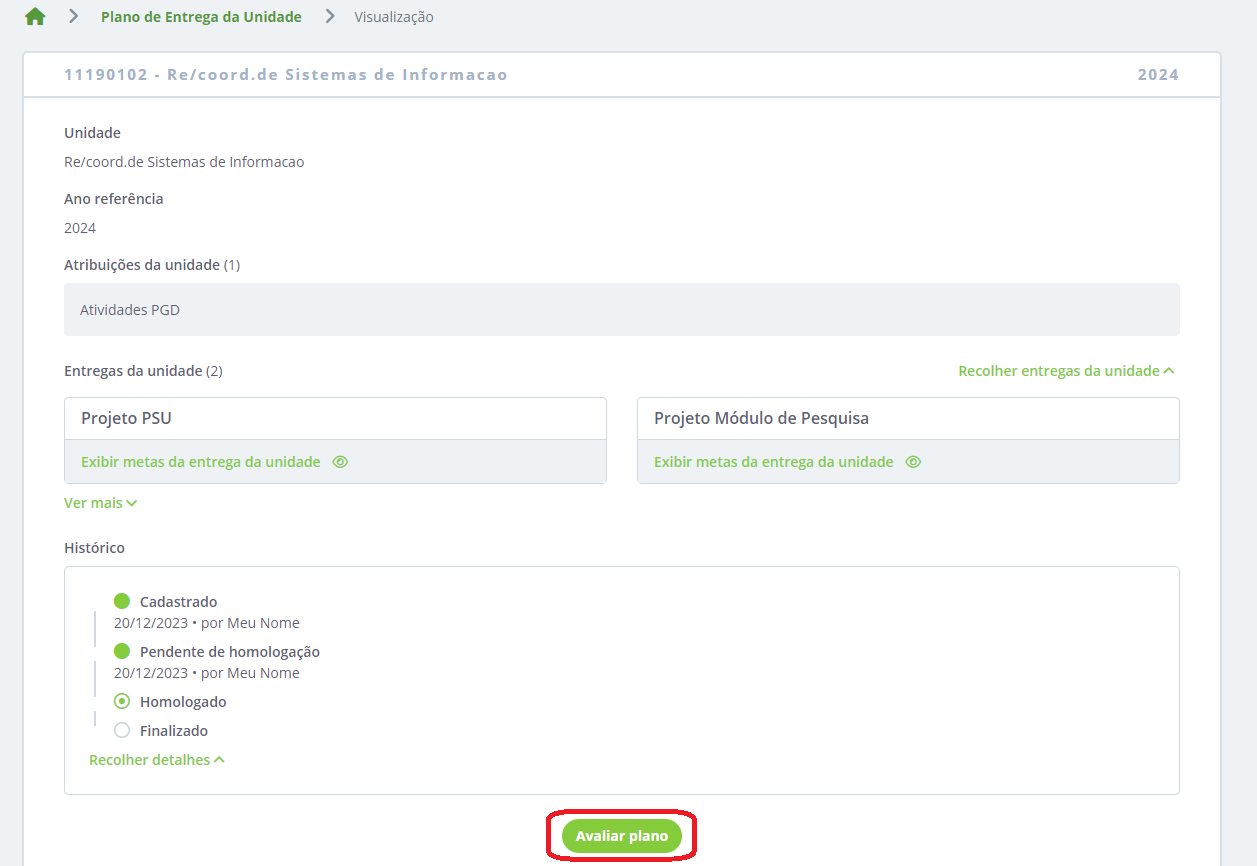 Plano de Entrega da Unidade > Visualização
11190102 - Re/coord.de Sistemas de Informacao 2024
Unidade
Re/coord.de Sistemas de Informacao
Ano referência
2024
Atribuições da unidade (1)
Atividades PGD
Entregas da unidade (2) Recolher entregas da unidade
Projeto PSU Projeto Módulo de Pesquisa
Exibir metas da entrega da unidade Exibir metas da entrega da unidade
Ver mais
Histórico
Cadastrado
20/12/2023 • por Meu Nome
Pendente de homologação
20/12/2023 • por Meu Nome
Homologado
Finalizado
Recolher detalhes
Avaliar plano